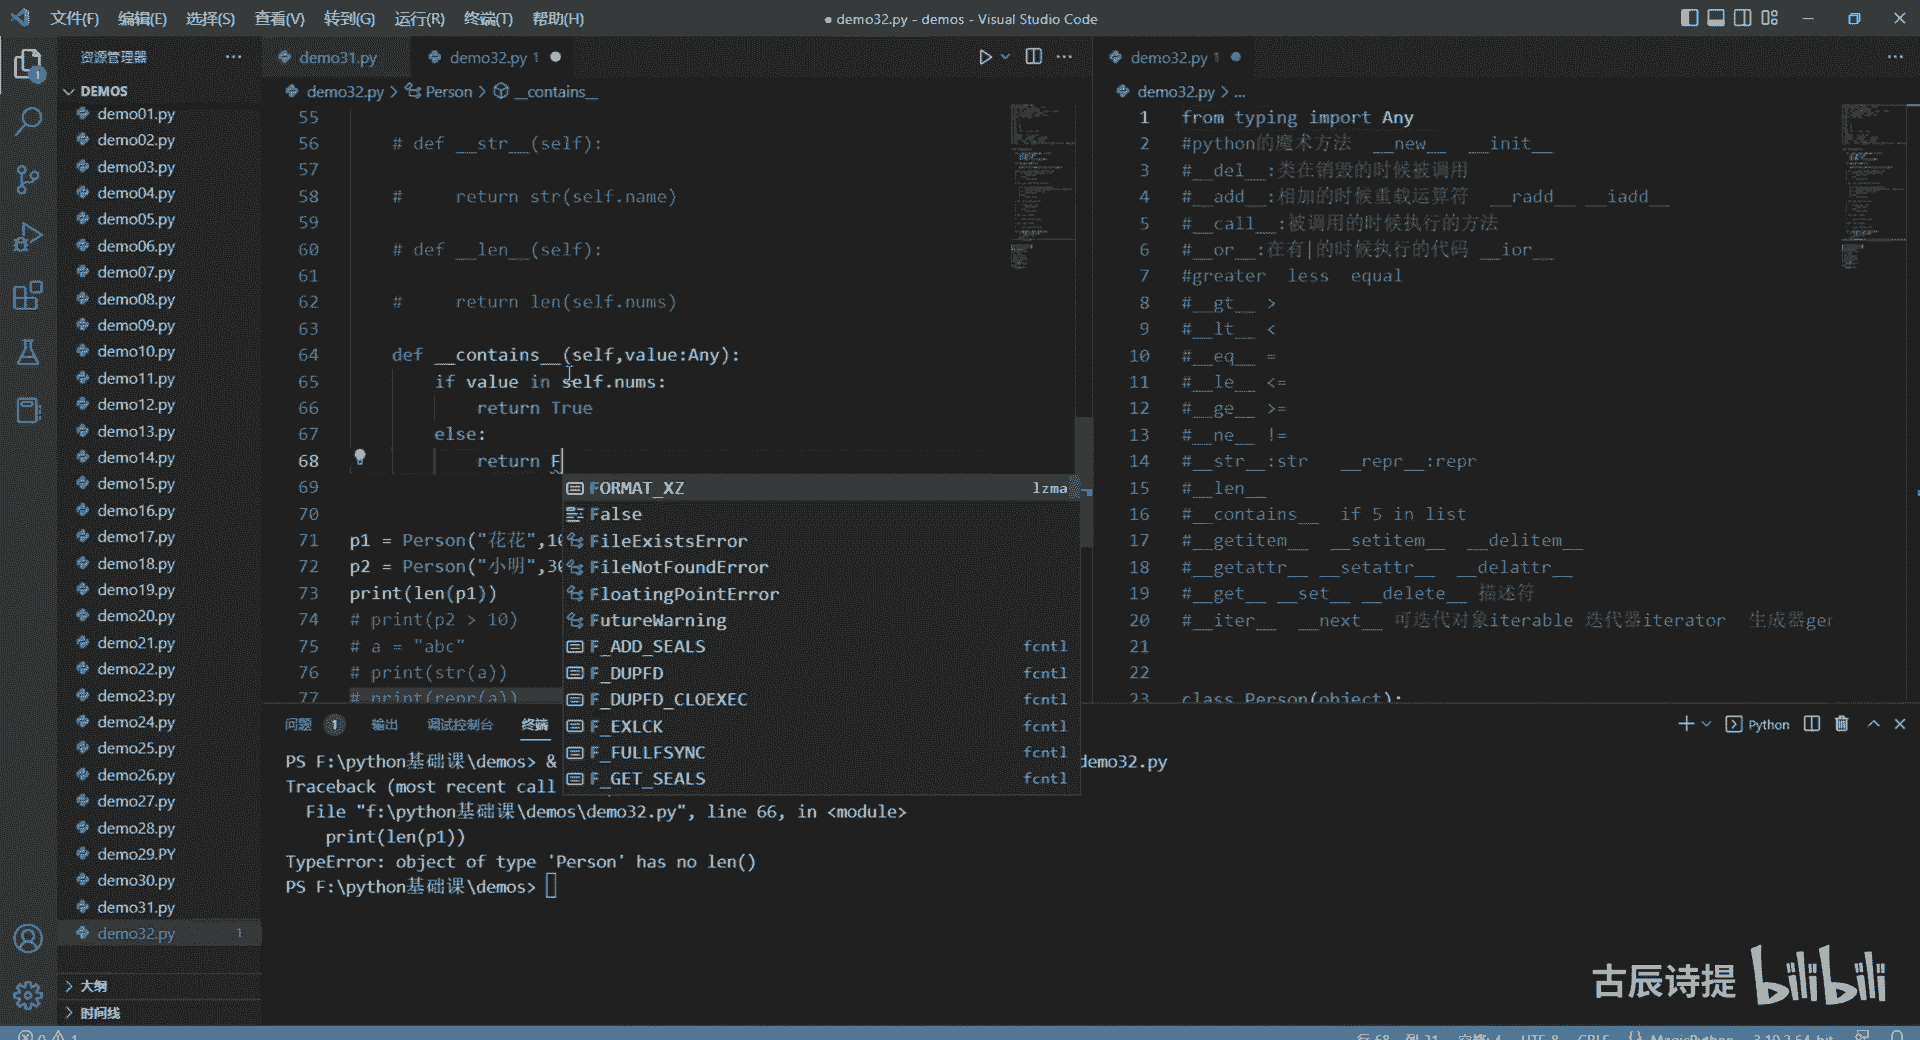 文件(F) 编辑(E) 选择(S) 查看(V) 转到(G) 运行(R) 终端(T) 帮助(H)
● demo32.py - demos - Visual Studio Code
资源管理器 ···
DEMOS
demo01.py
demo02.py
demo03.py
demo04.py
demo05.py
demo06.py
demo07.py
demo08.py
demo09.py
demo10.py
demo11.py
demo12.py
demo13.py
demo14.py
demo15.py
demo16.py
demo17.py
demo18.py
demo19.py
demo20.py
demo21.py
demo22.py
demo23.py
demo24.py
demo25.py
demo26.py
demo27.py
demo28.py
demo29.PY
demo30.py
demo31.py
demo32.py 1
大纲
时间线
demo31.py demo32.py 1 ●
demo32.py > Person > __contains__
55
56 # def __str__(self):
57
58 #     return str(self.name)
59
60 # def __len__(self):
61
62 #     return len(self.nums)
63
64 def __contains__(self,value:Any):
65 if value in self.nums:
66 return True
67 else:
68 return F
69
70
71 p1 = Person("花花",10
72 p2 = Person("小明",30
73 print(len(p1))
74 # print(p2 > 10)
75 # a = "abc"
76 # print(str(a))
77 # print(repr(a))
FORMAT_XZ lzma
False
FileExistsError
FileNotFoundError
FloatingPointError
FutureWarning
F_ADD_SEALS fcntl
F_DUPFD fcntl
F_DUPFD_CLOEXEC fcntl
F_EXLCK fcntl
F_FULLFSYNC fcntl
F_GET_SEALS fcntl
demo32.py 1 ●
demo32.py > ...
1 from typing import Any
2 #python的魔术方法  __new__  __init__
3 #__del__:类在销毁的时候被调用
4 #__add__:相加的时候重载运算符  __radd__ __iadd__
5 #__call__:被调用的时候执行的方法
6 #__or__:在有|的时候执行的代码 __ior__
7 #greater  less  equal
8 #__gt__ >
9 #__lt__ <
10 #__eq__ =
11 #__le__ <=
12 #__ge__ >=
13 #__ne__ !=
14 #__str__:str   __repr__:repr
15 #__len__
16 #__contains__  if 5 in list
17 #__getitem__  __setitem__  __delitem__
18 #__getattr__ __setattr__  __delattr__
19 #__get__ __set__ __delete__ 描述符
20 #__iter__  __next__ 可迭代对象iterable 迭代器iterator  生成器ger
21
22
23 class Person(object):
问题 1 输出 调试控制台 终端
Python
PS F:\python基础课\demos> & demo32.py
Traceback (most recent call
File "f:\python基础课\demos\demo32.py", line 66, in <module>
print(len(p1))
TypeError: object of type 'Person' has no len()
PS F:\python基础课\demos>
古辰诗提 bilibili